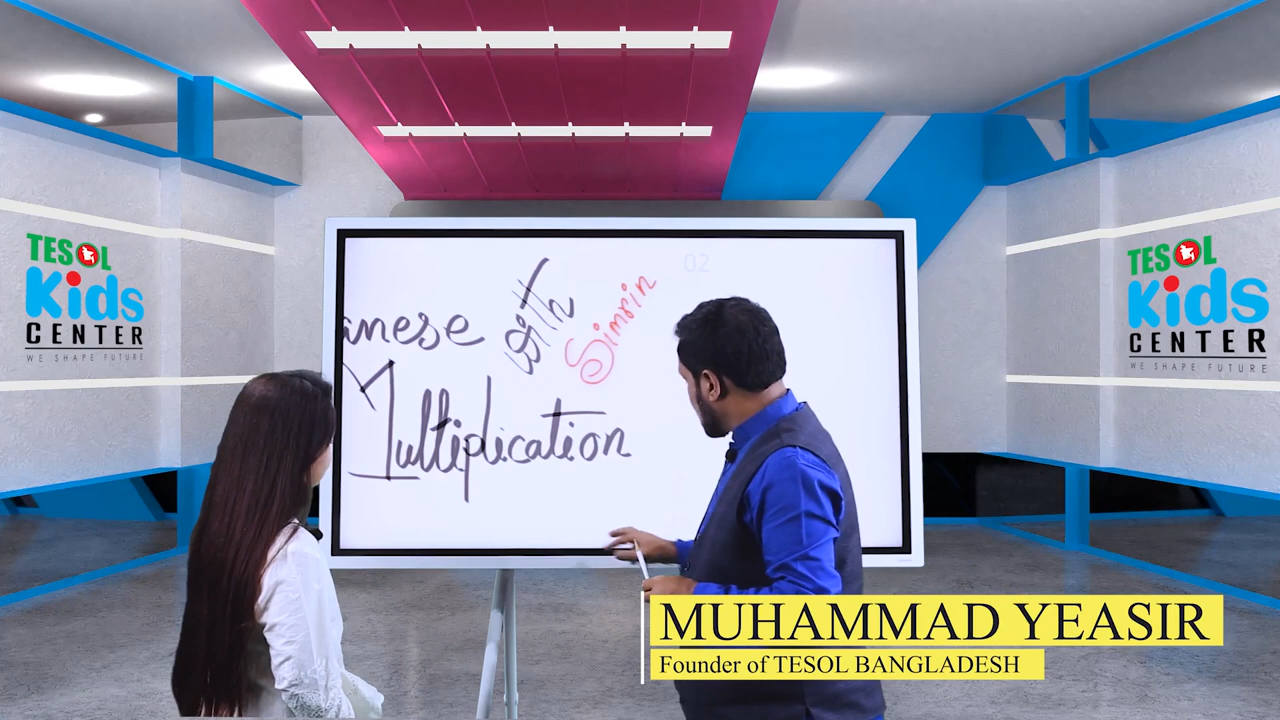 TESOL
Kids
CENTER
WE SHAPE FUTURE
02
anese with Simrin
Multiplication
TESOL
Kids
CENTER
WE SHAPE FUTURE
MUHAMMAD YEASIR
Founder of TESOL BANGLADESH